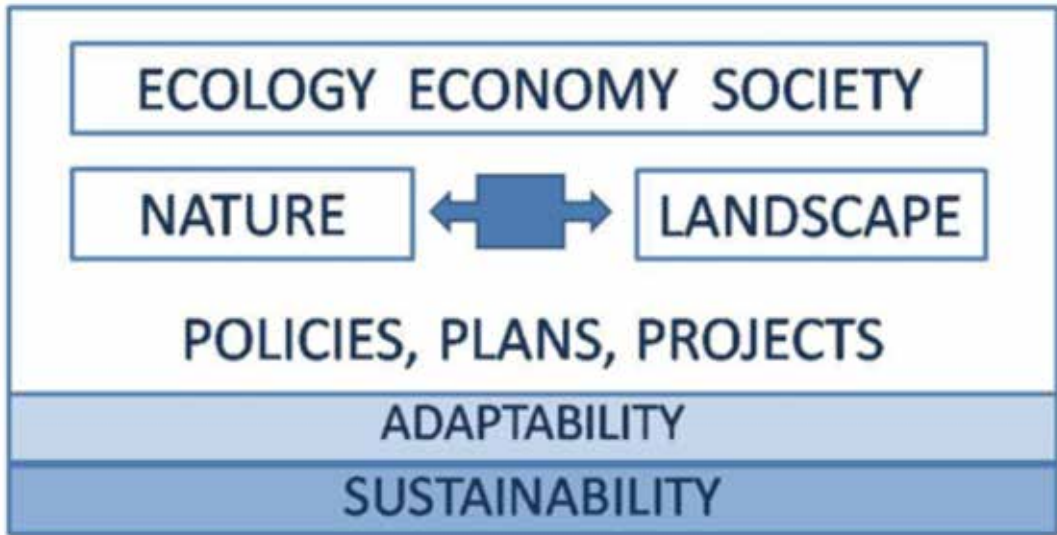 ECOLOGY ECONOMY SOCIETY
NATURE LANDSCAPE
POLICIES, PLANS, PROJECTS
ADAPTABILITY
SUSTAINABILITY